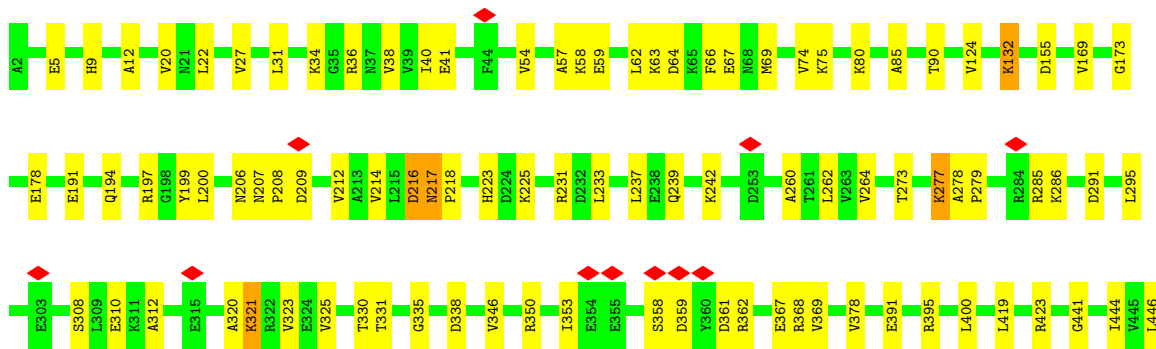 A2 E5 H9 A12 V20 N21 L22 V27 L31 K34 G35 R36 N37 V38 V39 I40 E41 F44 V54 A57 K58 E59 L62 K63 D64 K65 F66 E67 N68 M69 V74 K75 K80 A85 T90 V124 K132 D155 V169 G173
E178 E191 Q194 R197 G198 Y199 L200 N206 N207 P208 D209 V212 A213 V214 L215 D216 N217 P218 H223 D224 K225 R231 D232 L233 L237 E238 Q239 K242 D253 A260 T261 L262 V263 V264 T273 K277 A278 P279 R284 R285 K286 D291 L295
E303 S308 L309 E310 K311 A312 E315 A320 K321 R322 V323 E324 V325 T330 T331 G335 D338 V346 R350 I353 E354 E355 S358 D359 Y360 D361 R362 E367 R368 V369 V378 E391 R395 L400 L419 R423 G441 I444 V445 L446